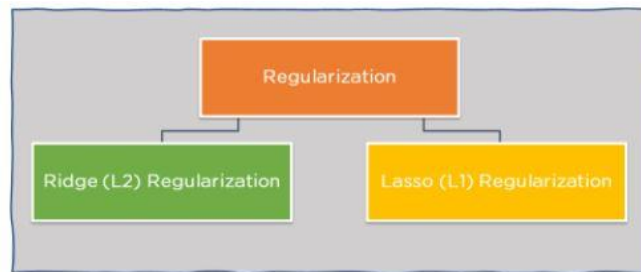 Regularization
Ridge (L2) Regularization
Lasso (L1) Regularization